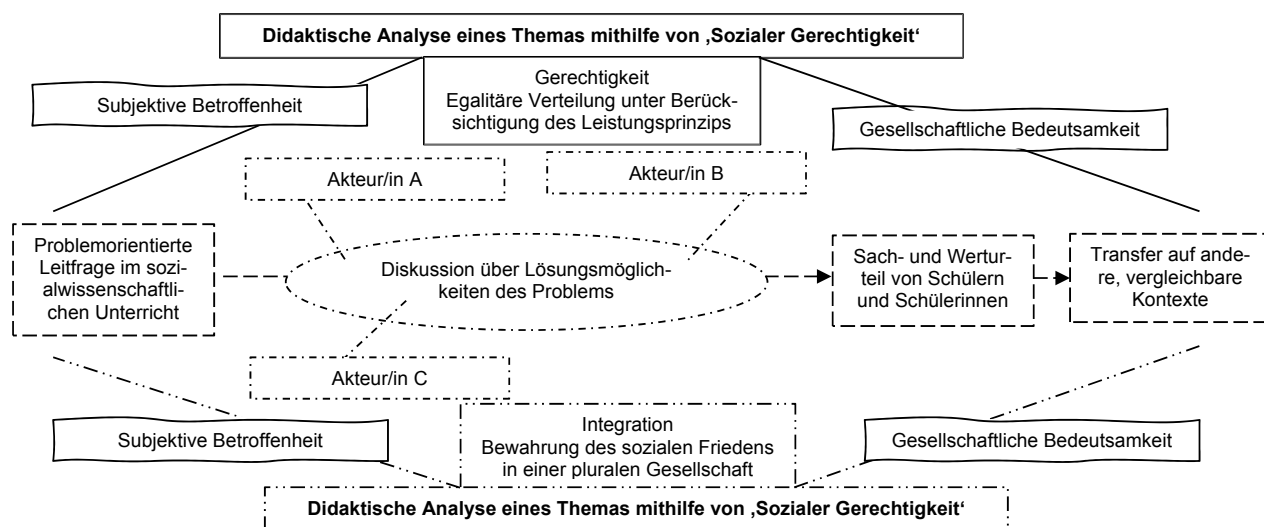 Didaktische Analyse eines Themas mithilfe von ‚Sozialer Gerechtigkeit‘
Gerechtigkeit
Egalitäre Verteilung unter Berück-
sichtigung des Leistungsprinzips
Subjektive Betroffenheit
Gesellschaftliche Bedeutsamkeit
Akteur/in A
Akteur/in B
Problemorientierte
Leitfrage im sozi-
alwissenschaftli-
chen Unterricht
Diskussion über Lösungsmöglich-
keiten des Problems
Sach- und Wertur-
teil von Schülern
und Schülerinnen
Transfer auf ande-
re, vergleichbare
Kontexte
Akteur/in C
Subjektive Betroffenheit
Integration
Bewahrung des sozialen Friedens
in einer pluralen Gesellschaft
Gesellschaftliche Bedeutsamkeit
Didaktische Analyse eines Themas mithilfe von ‚Sozialer Gerechtigkeit‘